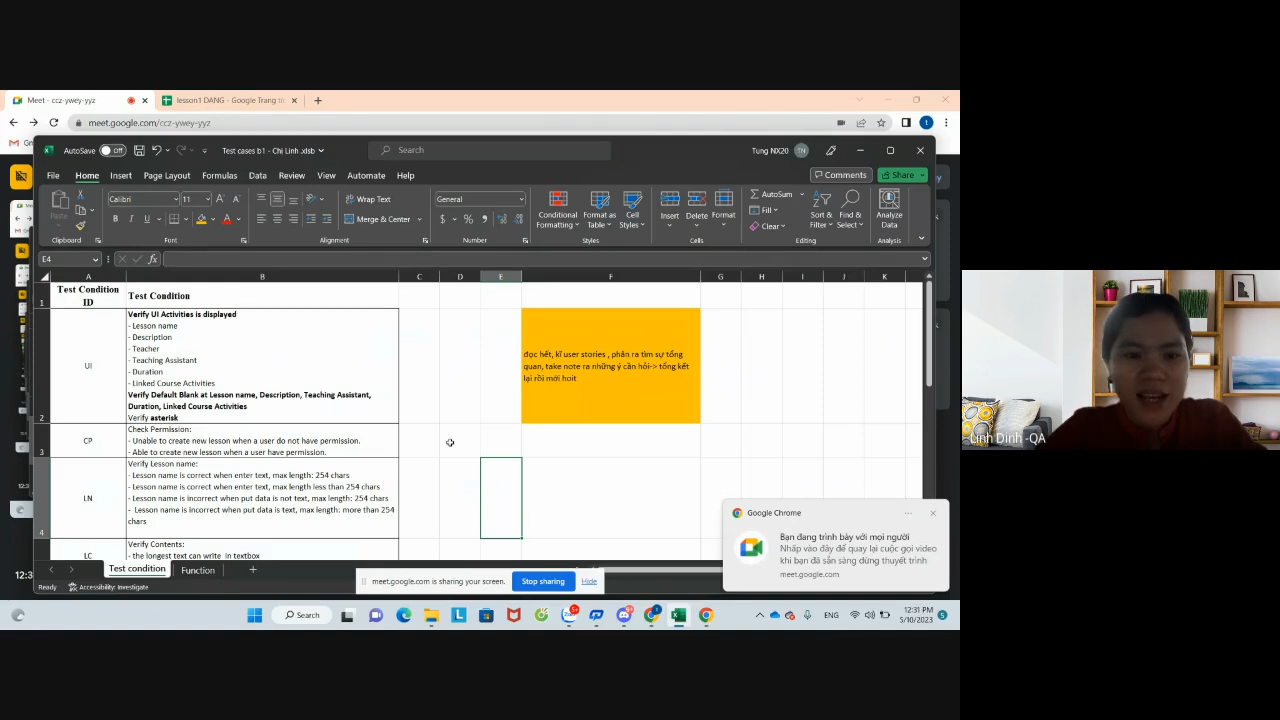 Meet - ccz-ywey-yyz
lesson1 DANG - Google Trang tí
meet.google.com/ccz-ywey-yyz
AutoSave Off
Test cases b1 - Chi Linh .xlsb
Search
Tung NX20 TN
File Home Insert Page Layout Formulas Data Review View Automate Help
Comments Share
Calibri 11
Wrap Text
General
AutoSum
Paste
Merge & Center
Conditional Formatting
Format as Table
Cell Styles
Insert Delete Format
Fill
Clear
Sort & Filter
Find & Select
Analyze Data
Clipboard Font Alignment Number Styles Cells Editing Analysis
E4
fx
A B C D E F G H I J K
1
Test Condition ID
Test Condition
2
UI
Verify UI Activities is displayed
- Lesson name
- Description
- Teacher
- Teaching Assistant
- Duration
- Linked Course Activities
Verify Default Blank at Lesson name, Description, Teaching Assistant,
Duration, Linked Course Activities
Verify asterisk
đọc hết, kĩ user stories , phân ra tìm sự tổng
quan, take note ra những ý cần hỏi-> tổng kết
lại rồi mới hoit
3
CP
Check Permission:
- Unable to create new lesson when a user do not have permission.
- Able to create new lesson when a user have permission.
4
LN
Verify Lesson name:
- Lesson name is correct when enter text, max length: 254 chars
- Lesson name is correct when enter text, max length less than 254 chars
- Lesson name is incorrect when put data is not text, max length: 254 chars
- Lesson name is incorrect when put data is text, max length: more than 254
chars
LC
Verify Contents:
- the longest text can write in textbox
Test condition Function
Ready Accessibility: Investigate
meet.google.com is sharing your screen. Stop sharing Hide
Google Chrome
Bạn đang trình bày với mọi người
Nhấp vào đây để quay lại cuộc gọi video
khi bạn đã sẵn sàng dừng thuyết trình
meet.google.com
Linh Dinh -QA
Search
ENG
12:31 PM
5/10/2023